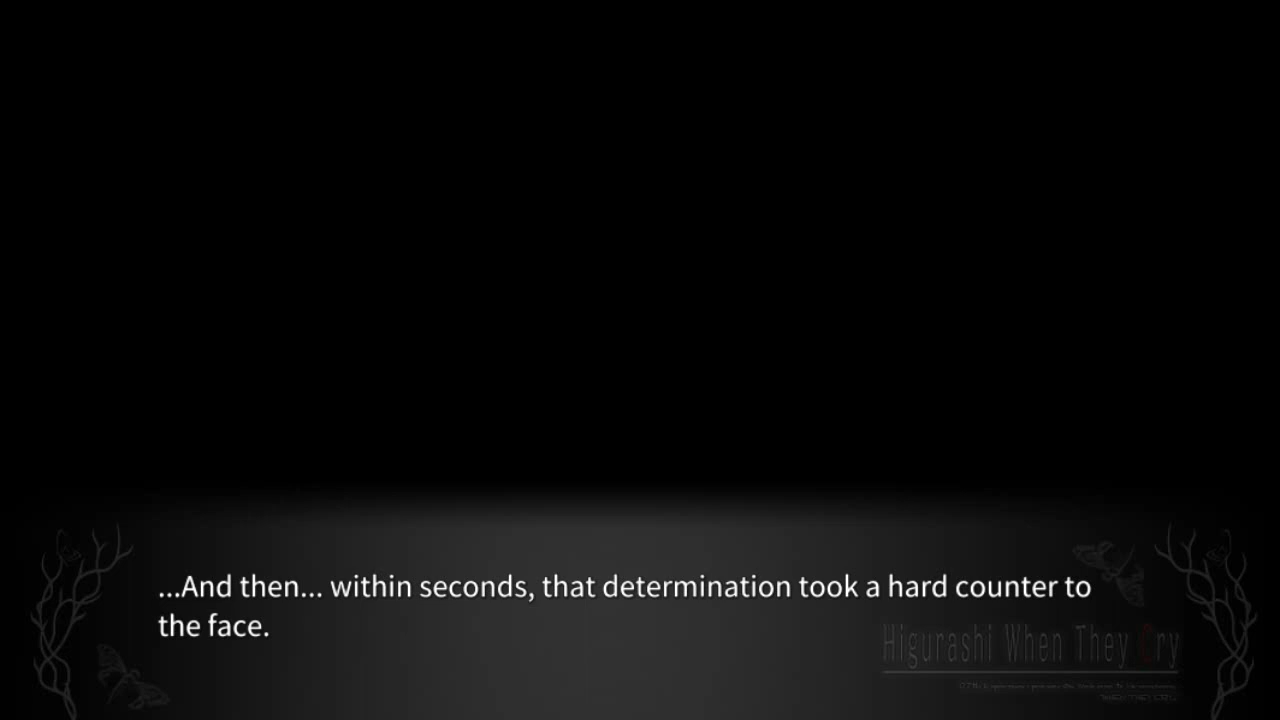 ...And then... within seconds, that determination took a hard counter to
the face.
Higurashi When They Cry